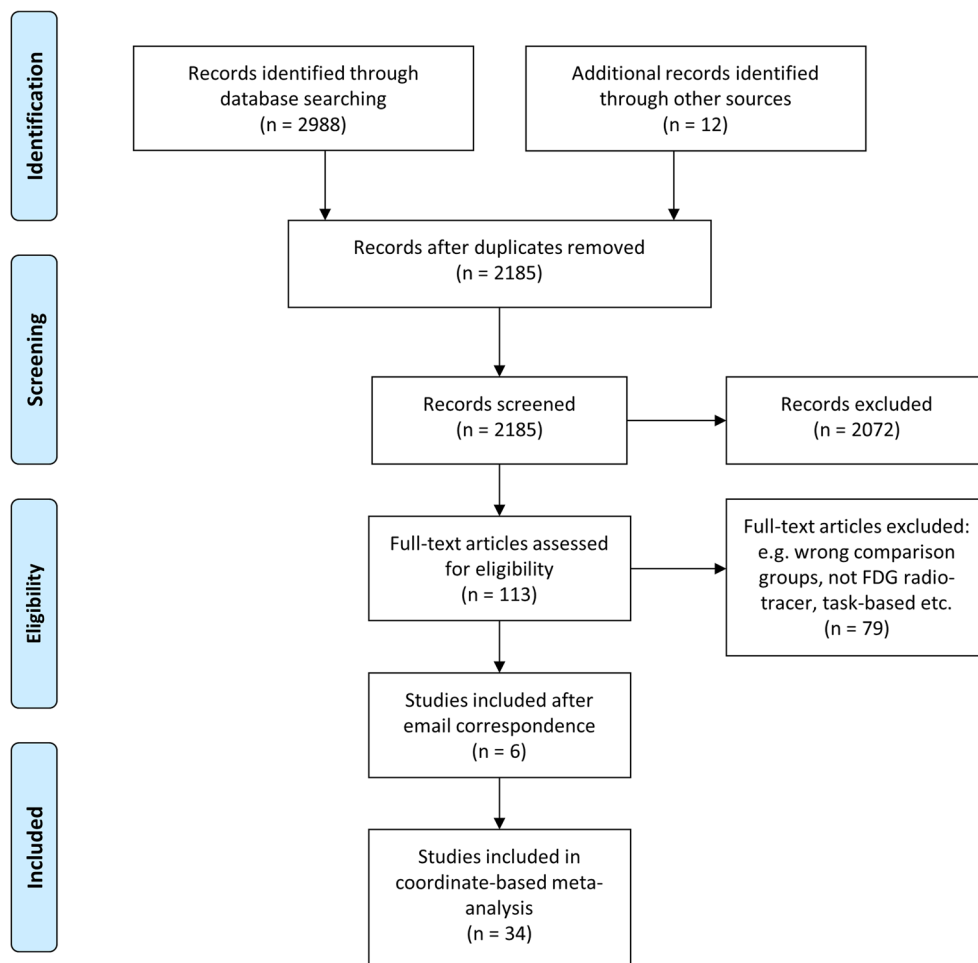 Identification
Records identified through
database searching
(n = 2988)
Additional records identified
through other sources
(n = 12)
Records after duplicates removed
(n = 2185)
Screening
Records screened
(n = 2185)
Records excluded
(n = 2072)
Eligibility
Full-text articles assessed
for eligibility
(n = 113)
Full-text articles excluded:
e.g. wrong comparison
groups, not FDG radio-
tracer, task-based etc.
(n = 79)
Studies included after
email correspondence
(n = 6)
Included
Studies included in
coordinate-based meta-
analysis
(n = 34)